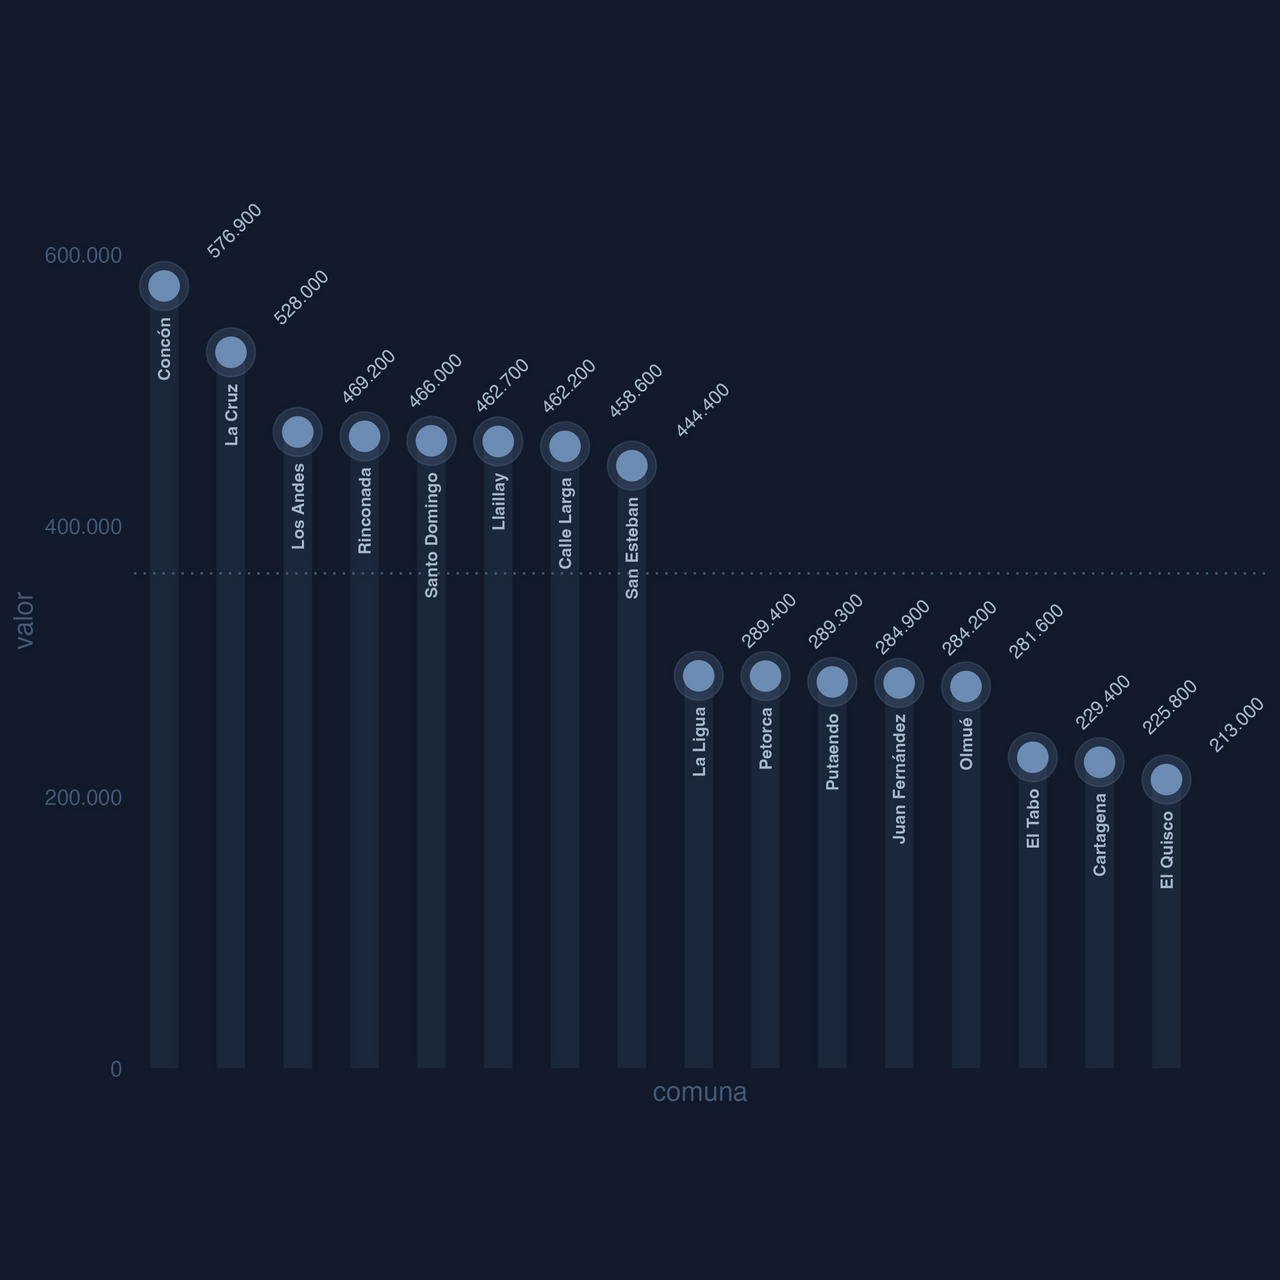 600.000
400.000
200.000
0
valor
comuna
576.900
528.000
469.200
466.000
462.700
462.200
458.600
444.400
289.400
289.300
284.900
284.200
281.600
229.400
225.800
213.000
Concón
La Cruz
Los Andes
Rinconada
Santo Domingo
Llaillay
Calle Larga
San Esteban
La Ligua
Petorca
Putaendo
Juan Fernández
Olmué
El Tabo
Cartagena
El Quisco